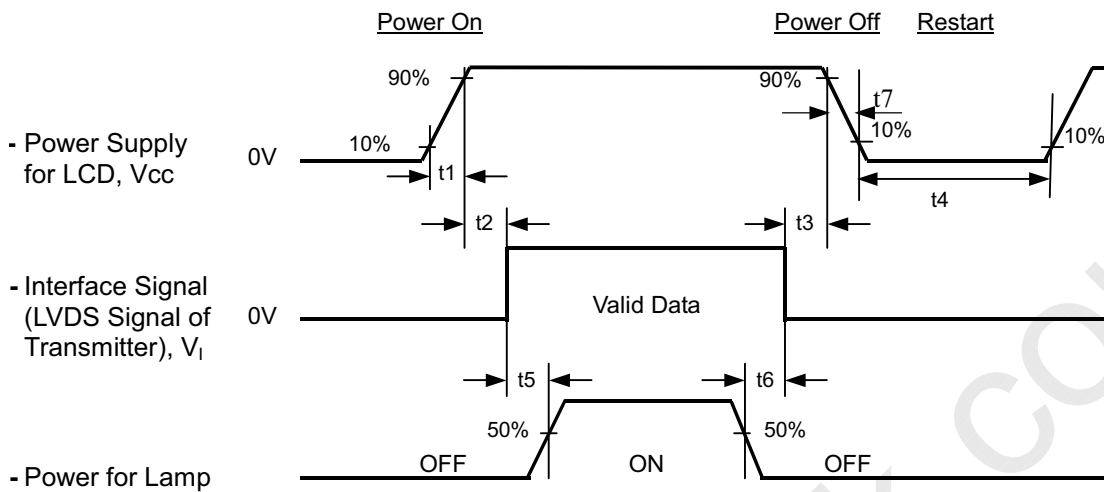 Power On
Power Off Restart
90%
90%
t7
- Power Supply
for LCD, Vcc
0V
10%
10%
10%
t1
t4
t2
t3
- Interface Signal
(LVDS Signal of
Transmitter), VI
0V
Valid Data
t5
t6
50%
50%
- Power for Lamp
OFF
ON
OFF